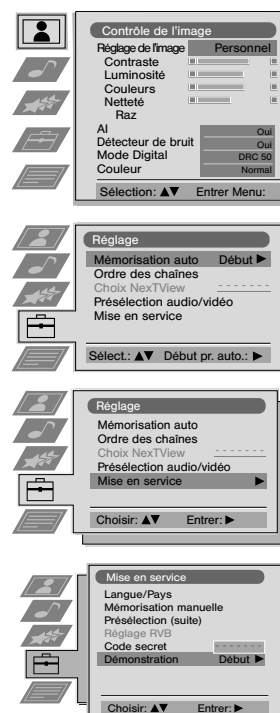 Contrôle de l'image
Réglage de l'image Personnel
Contraste
Luminosité
Couleurs
Netteté
Raz
AI Oui
Détecteur de bruit Oui
Mode Digital DRC 50
Couleur Normal
Sélection: ▲▼ Entrer Menu:
Réglage
Mémorisation auto Début ▶
Ordre des chaînes
Choix NexTView - - - - - - -
Présélection audio/vidéo
Mise en service
Sélect.: ▲▼ Début pr. auto.: ▶
Réglage
Mémorisation auto
Ordre des chaînes
Choix NexTView - - - - - - -
Présélection audio/vidéo
Mise en service ▶
Choisir: ▲▼ Entrer: ▶
Mise en service
Langue/Pays
Mémorisation manuelle
Présélection (suite)
Réglage RVB
Code secret - - - - - - -
Démonstration Début ▶
Choisir: ▲▼ Entrer: ▶